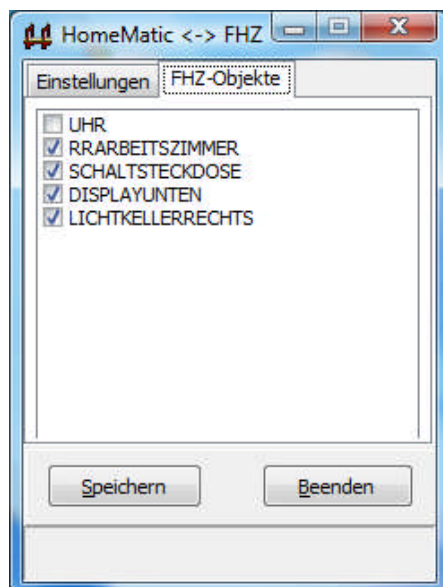 HomeMatic <-> FHZ
Einstellungen FHZ-Objekte
UHR
RRARBEITSZIMMER
SCHALTSTECKDOSE
DISPLAYUNTEN
LICHTKELLERRECHTS
Speichern Beenden